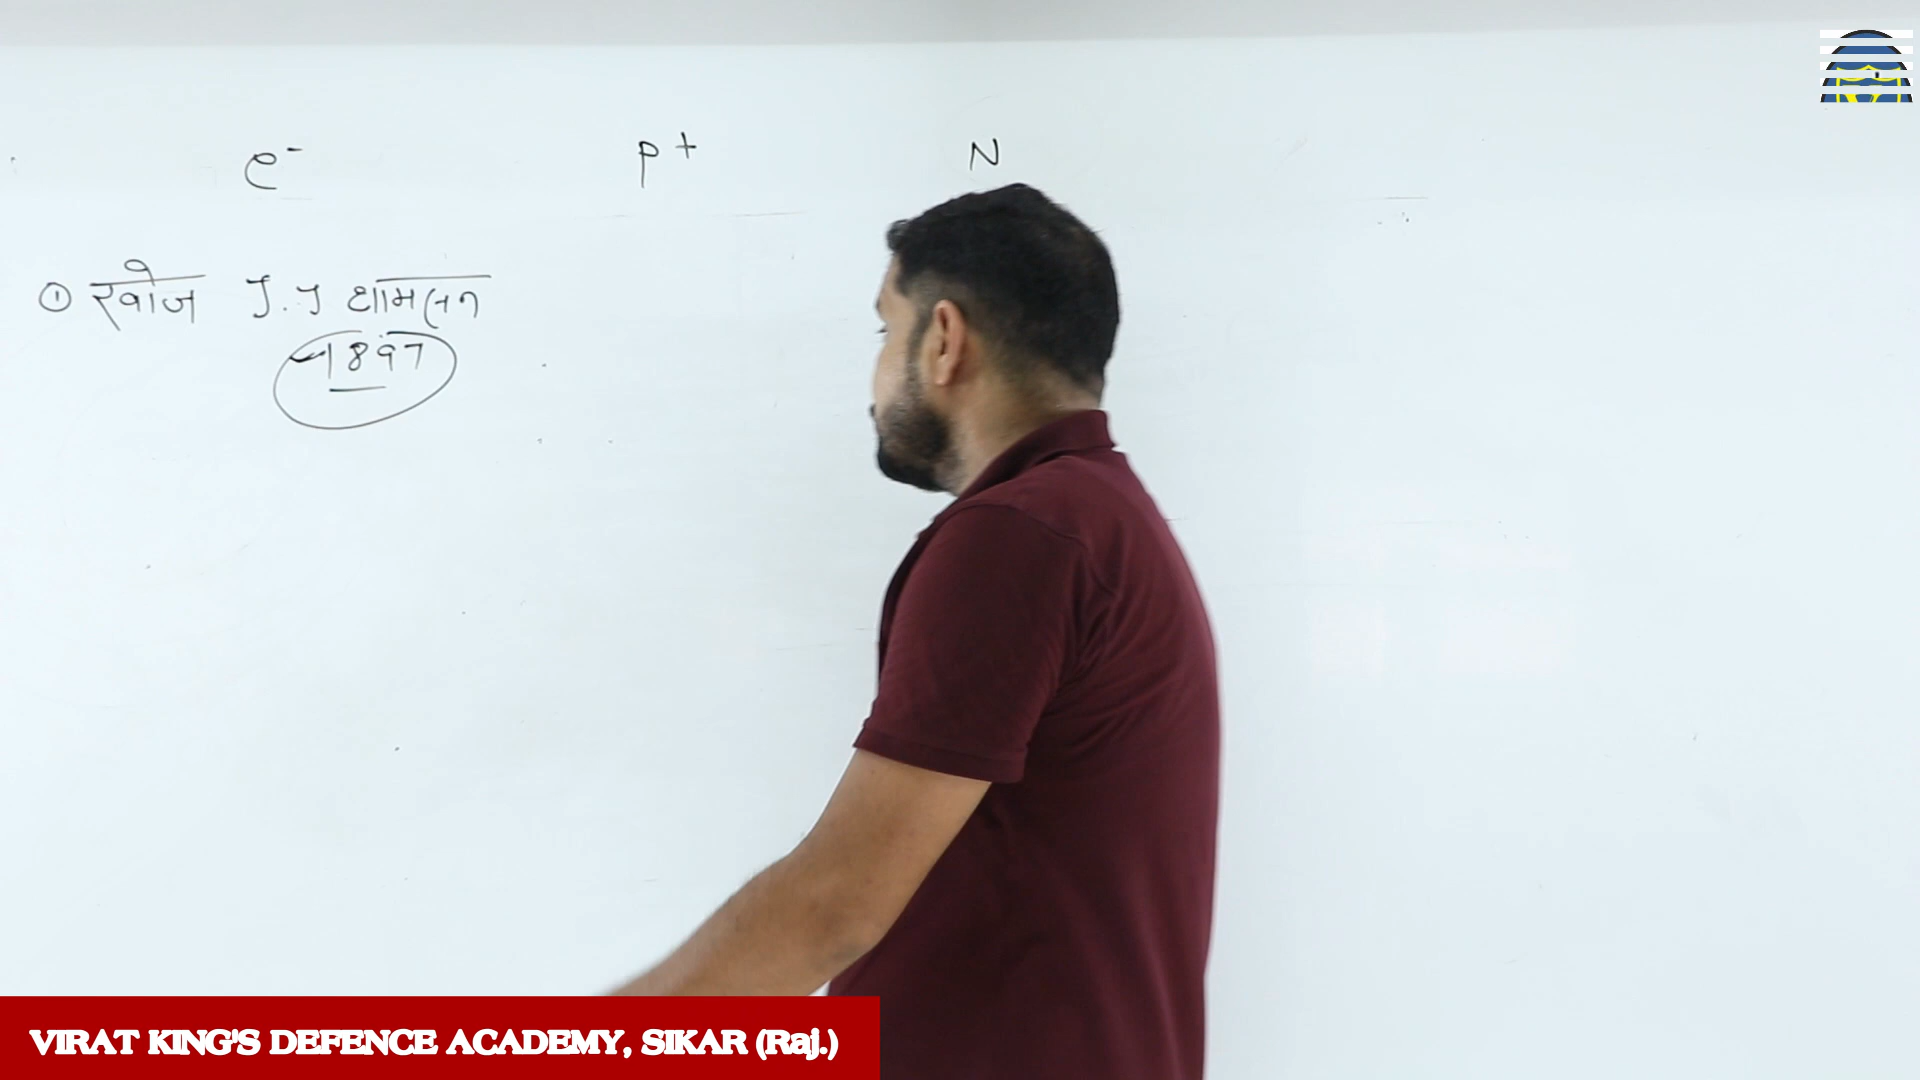 e⁻ p⁺ N
① खोज J.J थामसन
1897
VIRAT KING'S DEFENCE ACADEMY, SIKAR (Raj.)